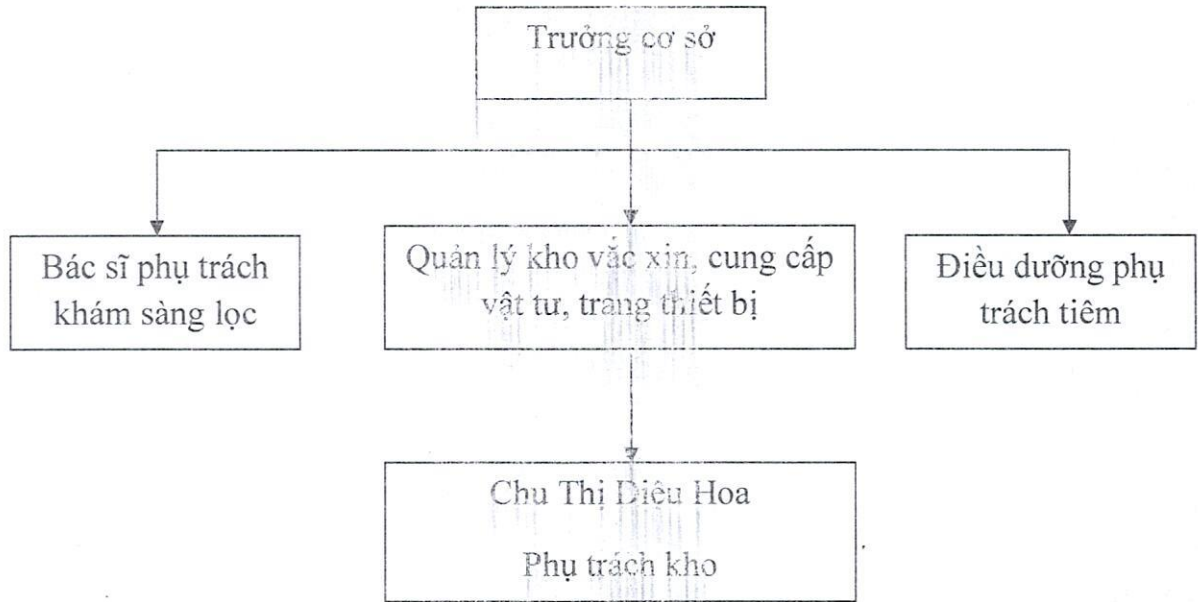 Trưởng cơ sở
Bác sĩ phụ trách
khám sàng lọc
Quản lý kho vắc xin, cung cấp
vật tư, trang thiết bị
Điều dưỡng phụ
trách tiêm
Chu Thị Diệu Hoa
Phụ trách kho